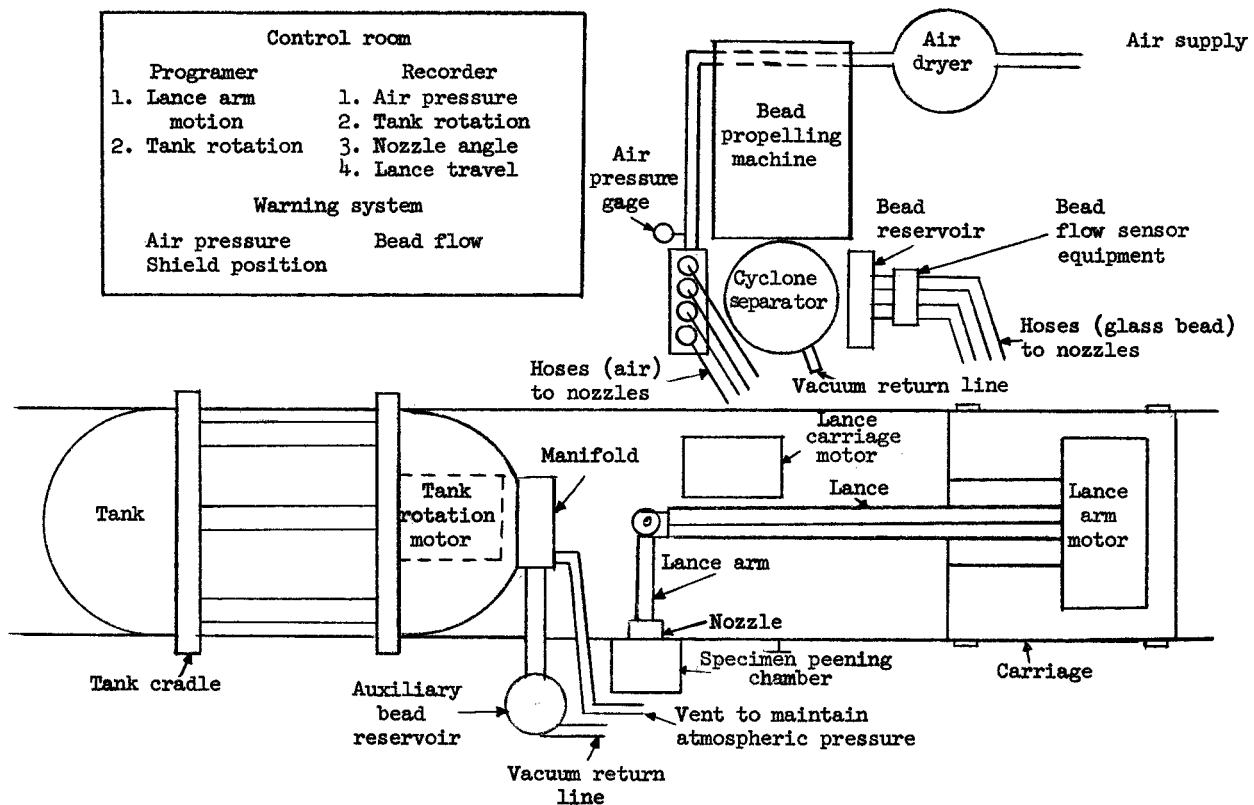 Control room
Programer
1. Lance arm
motion
2. Tank rotation
Recorder
1. Air pressure
2. Tank rotation
3. Nozzle angle
4. Lance travel
Warning system
Air pressure
Shield position
Bead flow
Air
dryer
Air supply
Bead
propelling
machine
Air
pressure
gage
Bead
reservoir
Bead
flow sensor
equipment
Cyclone
separator
Hoses (glass bead)
to nozzles
Hoses (air)
to nozzles
Vacuum return line
Lance
carriage
motor
Manifold
Tank
Tank
rotation
motor
Lance
Lance
arm
motor
Lance arm
Nozzle
Specimen peening
chamber
Carriage
Tank cradle
Auxiliary
bead
reservoir
Vent to maintain
atmospheric pressure
Vacuum return
line